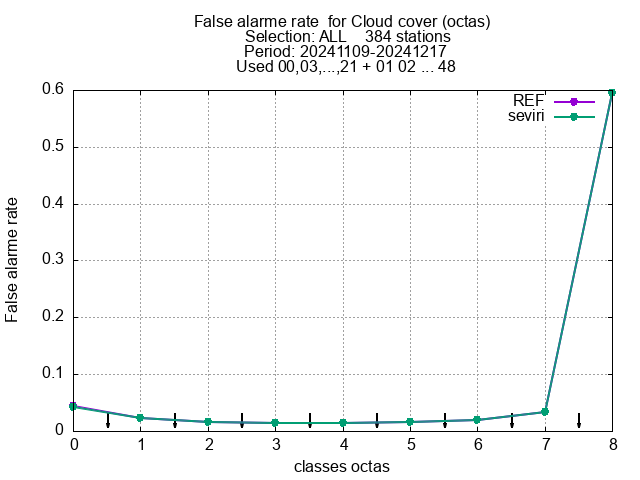 False alarme rate  for Cloud cover (octas)
Selection: ALL    384 stations
Period: 20241109-20241217
Used 00,03,...,21 + 01 02 ... 48
REF
seviri
False alarme rate
0.6
0.5
0.4
0.3
0.2
0.1
0
0 1 2 3 4 5 6 7 8
classes octas